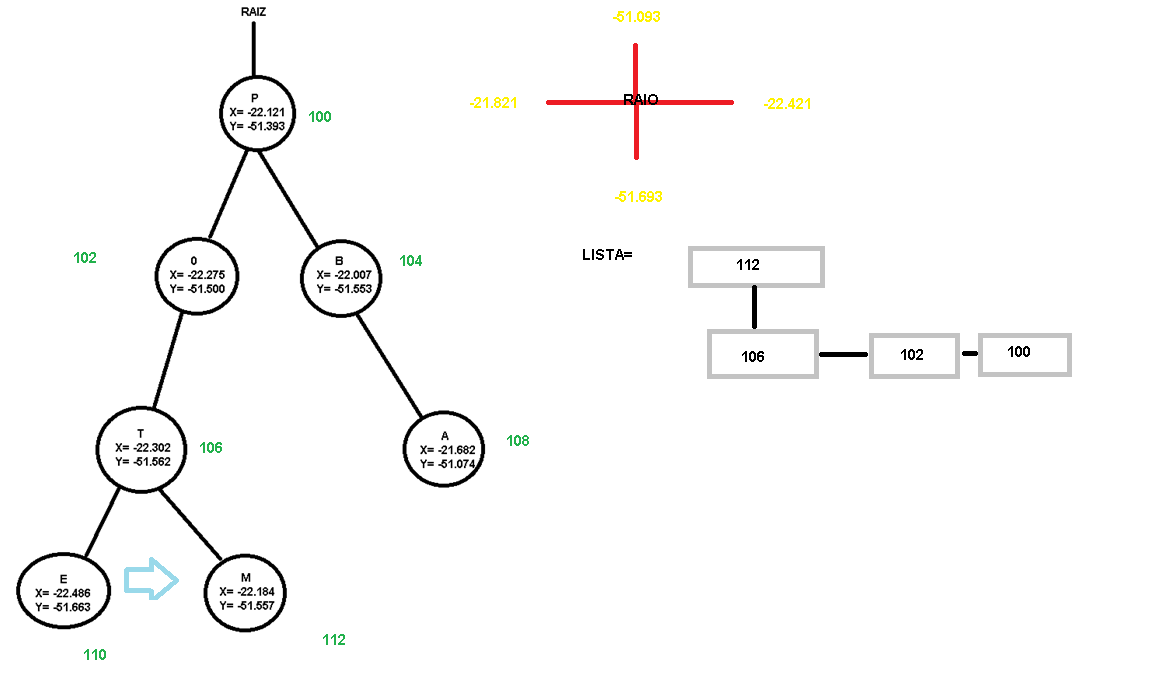 RAIZ
P
X= -22.121
Y= -51.393
100
-51.093
-21.821
RAIO
-22.421
-51.693
102
0
X= -22.275
Y= -51.500
B
X= -22.007
Y= -51.553
104
LISTA=
112
106
102
100
T
X= -22.302
Y= -51.562
106
A
X= -21.682
Y= -51.074
108
E
X= -22.486
Y= -51.663
110
M
X= -22.184
Y= -51.557
112